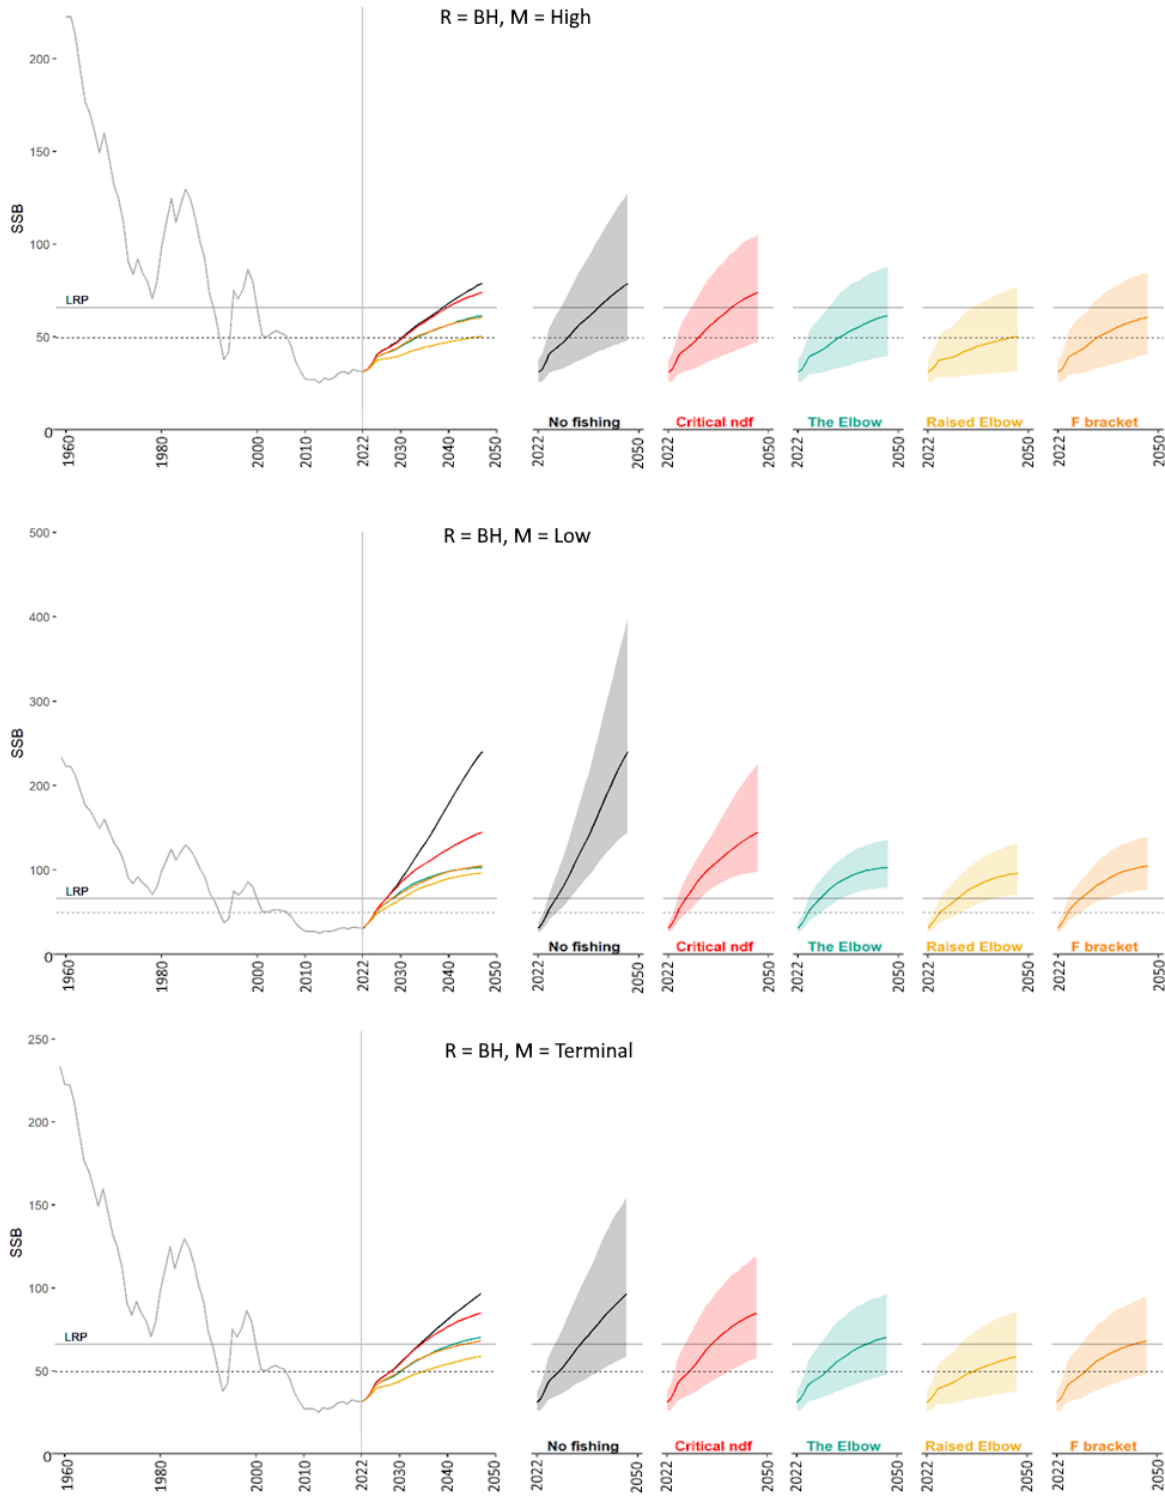 R = BH, M = High
200
150
100
50
0
SSB
LRP
1960 1980 2000 2010 2022 2030 2040 2050
No fishing Critical ndf The Elbow Raised Elbow F bracket
2022 2050 2022 2050 2022 2050 2022 2050 2022 2050
R = BH, M = Low
500
400
300
200
100
0
SSB
LRP
1960 1980 2000 2010 2022 2030 2040 2050
No fishing Critical ndf The Elbow Raised Elbow F bracket
2022 2050 2022 2050 2022 2050 2022 2050 2022 2050
R = BH, M = Terminal
250
200
150
100
50
0
SSB
LRP
1960 1980 2000 2010 2022 2030 2040 2050
No fishing Critical ndf The Elbow Raised Elbow F bracket
2022 2050 2022 2050 2022 2050 2022 2050 2022 2050